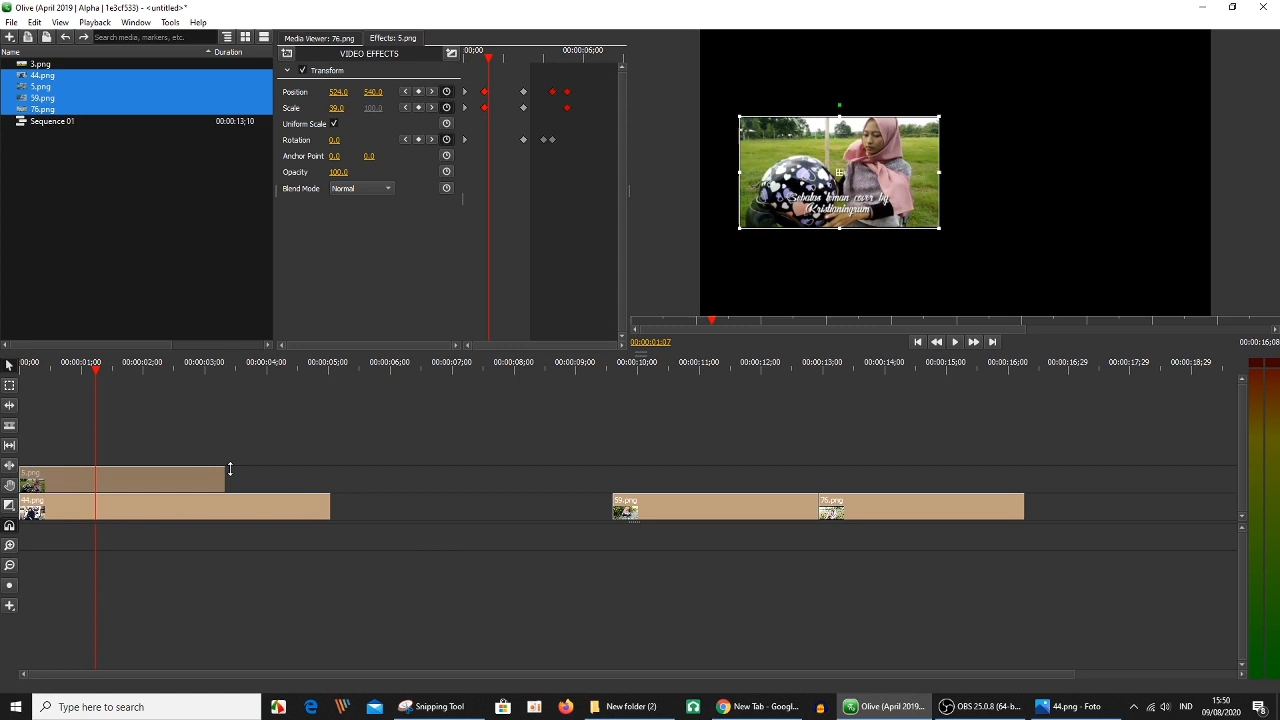 Olive (April 2019 | Alpha | 1e3cf533) - <untitled>*
File Edit View Playback Window Tools Help
Search media, markers, etc.
Media Viewer: 76.png Effects: 5.png
Name Duration
3.png
44.png
5.png
59.png
76.png
Sequence 01 00:00:13;10
VIDEO EFFECTS
:00;00 00:00:06;00
Transform
Position 524.0 540.0
Scale 39.0 100.0
Uniform Scale
Rotation 0.0
Anchor Point 0.0 0.0
Opacity 100.0
Blend Mode Normal
Sebatas teman cover by
Kristianingrum
00:00:01;07 00:00:16;08
00;00 00:00:01;00 00:00:02;00 00:00:03;00 00:00:04;00 00:00:05;00 00:00:06;00 00:00:07;00 00:00:08;00 00:00:09;00 00:00:10;00 00:00:11;00 00:00:12;00 00:00:13;00 00:00:14;00 00:00:15;00 00:00:16;00 00:00:16;29 00:00:17;29 00:00:18;29
5.png
44.png 59.png 76.png
Type here to search
Snipping Tool
New folder (2)
New Tab - Googl...
Olive (April 2019...
OBS 25.0.8 (64-b...
44.png - Foto
IND
15:50
09/08/2020